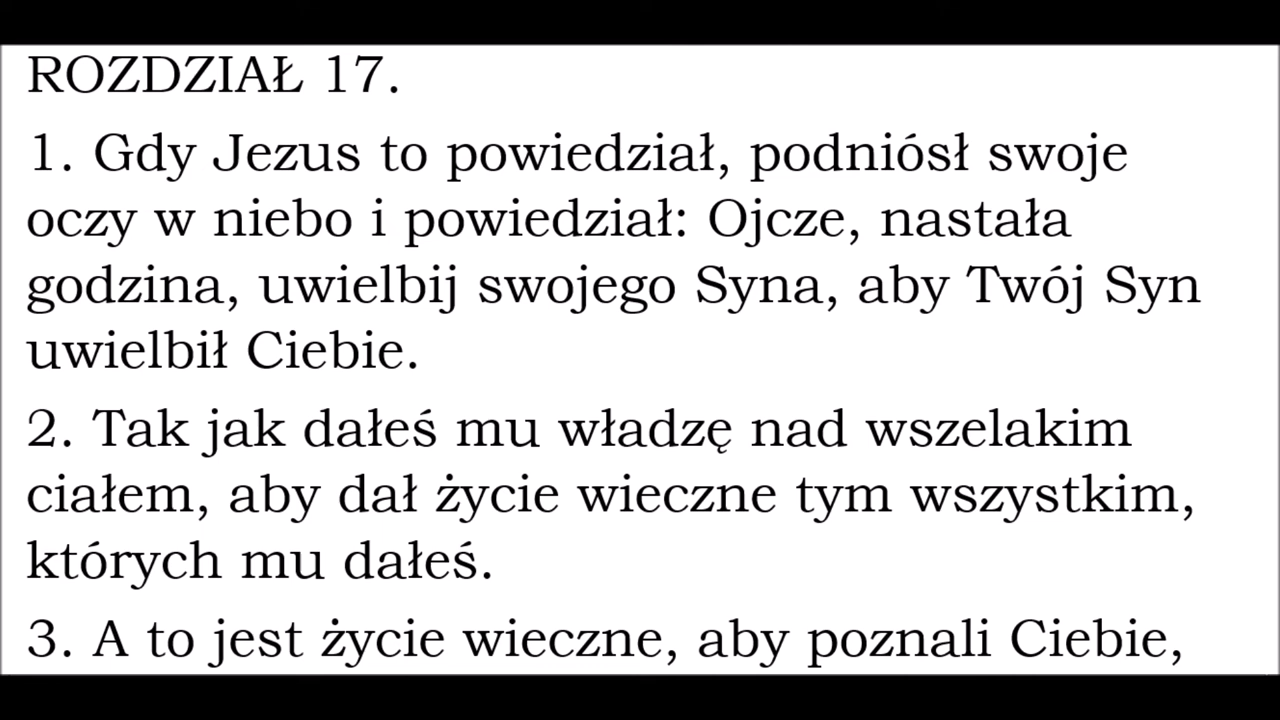 ROZDZIAŁ 17.
1. Gdy Jezus to powiedział, podniósł swoje
oczy w niebo i powiedział: Ojcze, nastała
godzina, uwielbij swojego Syna, aby Twój Syn
uwielbił Ciebie.
2. Tak jak dałeś mu władzę nad wszelakim
ciałem, aby dał życie wieczne tym wszystkim,
których mu dałeś.
3. A to jest życie wieczne, aby poznali Ciebie,